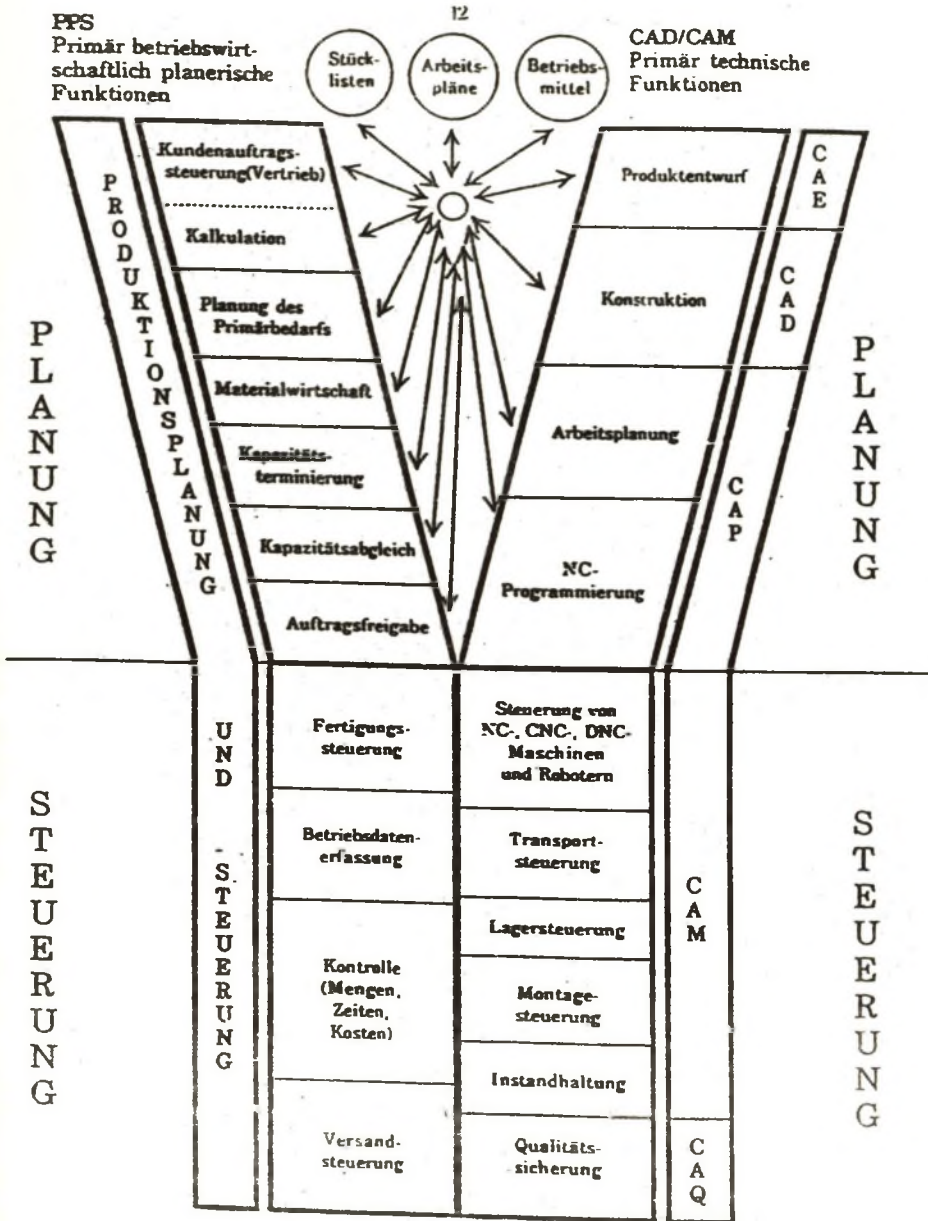 12
PPS
Primär betriebswirt-
schaftlich planerische
Funktionen
Stück-
listen
Arbeits-
pläne
Betriebs-
mittel
CAD/CAM
Primär technische
Funktionen
PLANUNG
PRODUKTIONSPLANUNG
Kundenauftrags-
steuerung(Vertrieb)
Kalkulation
Planung des
Primärbedarfs
Materialwirtschaft
Kapazitäts-
terminierung
Kapazitätsabgleich
Auftragsfreigabe
Produktentwurf
Konstruktion
Arbeitsplanung
NC-
Programmierung
CAE
CAD
CAP
PLANUNG
STEUERUNG
UND
STEUERUNG
Fertigungs-
steuerung
Betriebsdaten-
erfassung
Kontrolle
(Mengen,
Zeiten,
Kosten)
Versand-
steuerung
Steuerung von
NC-, CNC-, DNC-
Maschinen
und Robotern
Transport-
steuerung
Lagersteuerung
Montage-
steuerung
Instandhaltung
Qualitäts-
sicherung
CAM
CAQ
STEUERUNG